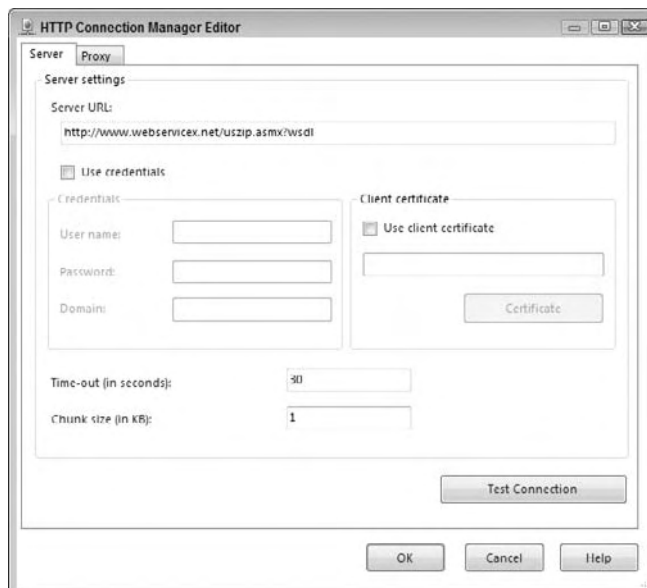 HTTP Connection Manager Editor
Server
Proxy
Server settings
Server URL:
http://www.webservicex.net/uszip.asmx?wsdl
Use credentials
Credentials
User name:
Password:
Domain:
Client certificate
Use client certificate
Certificate
Time-out (in seconds):
30
Chunk size (in KB):
1
Test Connection
OK
Cancel
Help